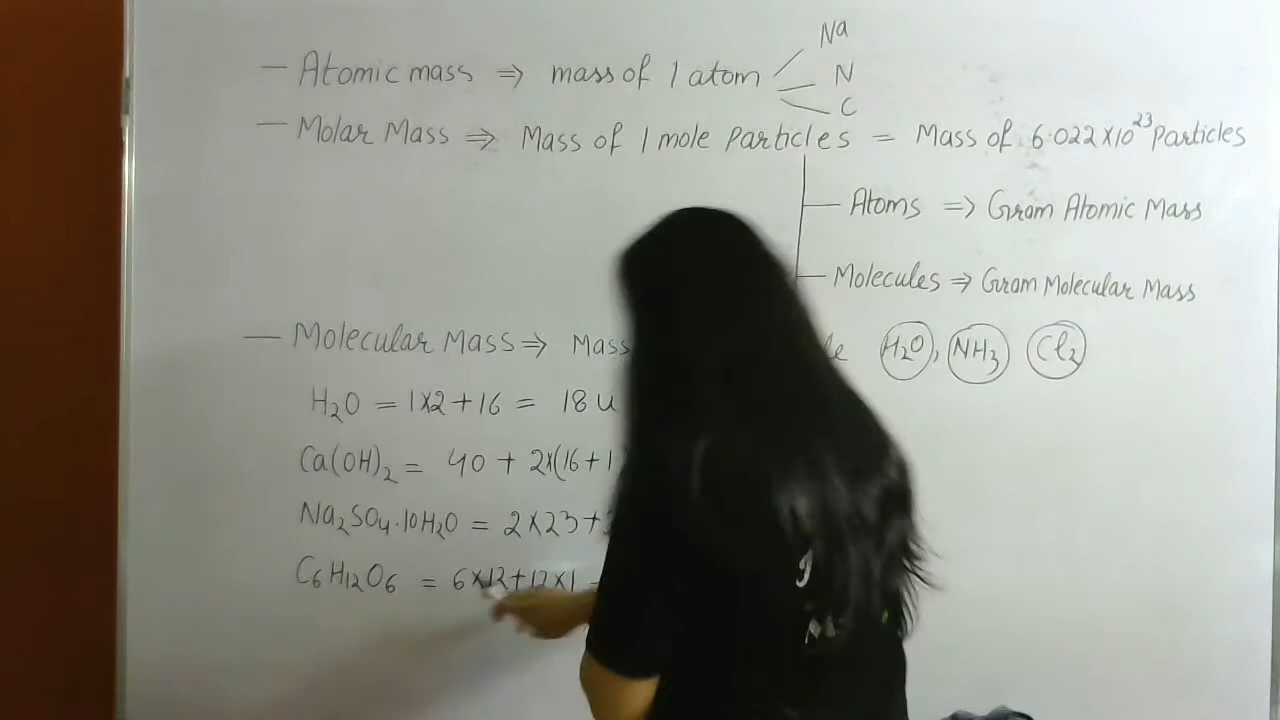 Na
— Atomic mass ⇒ mass of 1 atom N
C
— Molar Mass ⇒ Mass of 1 mole Particles = Mass of 6.022×10²³ Particles
— Atoms ⇒ Gram Atomic Mass
— Molecules ⇒ Gram Molecular Mass
— Molecular Mass ⇒ Mass H₂O, NH₃ Cl₂
H₂O = 1×2+16 = 18 u
Ca(OH)₂ = 40 + 2×(16+1
Na₂SO₄.10H₂O = 2×23+
C₆H₁₂O₆ = 6×12+12×1